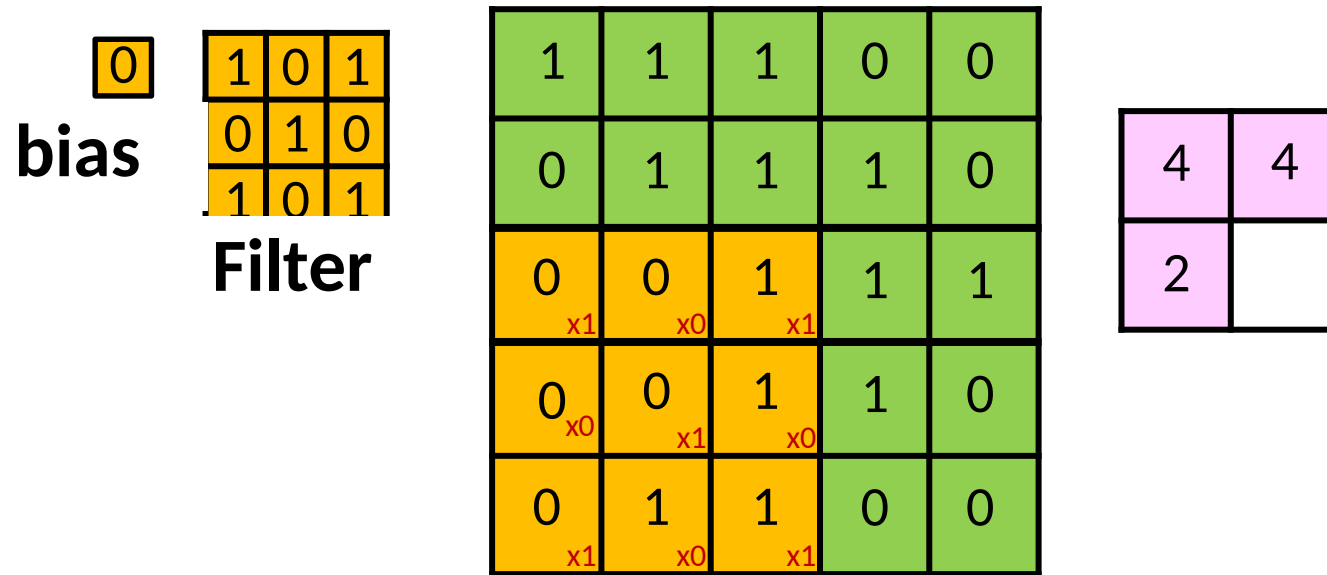 0
bias
1 0 1
0 1 0
1 0 1
Filter
1 1 1 0 0
0 1 1 1 0
0 0 1 1 1
x1 x0 x1
0 0 1 1 0
x0 x1 x0
0 1 1 0 0
x1 x0 x1
4 4
2